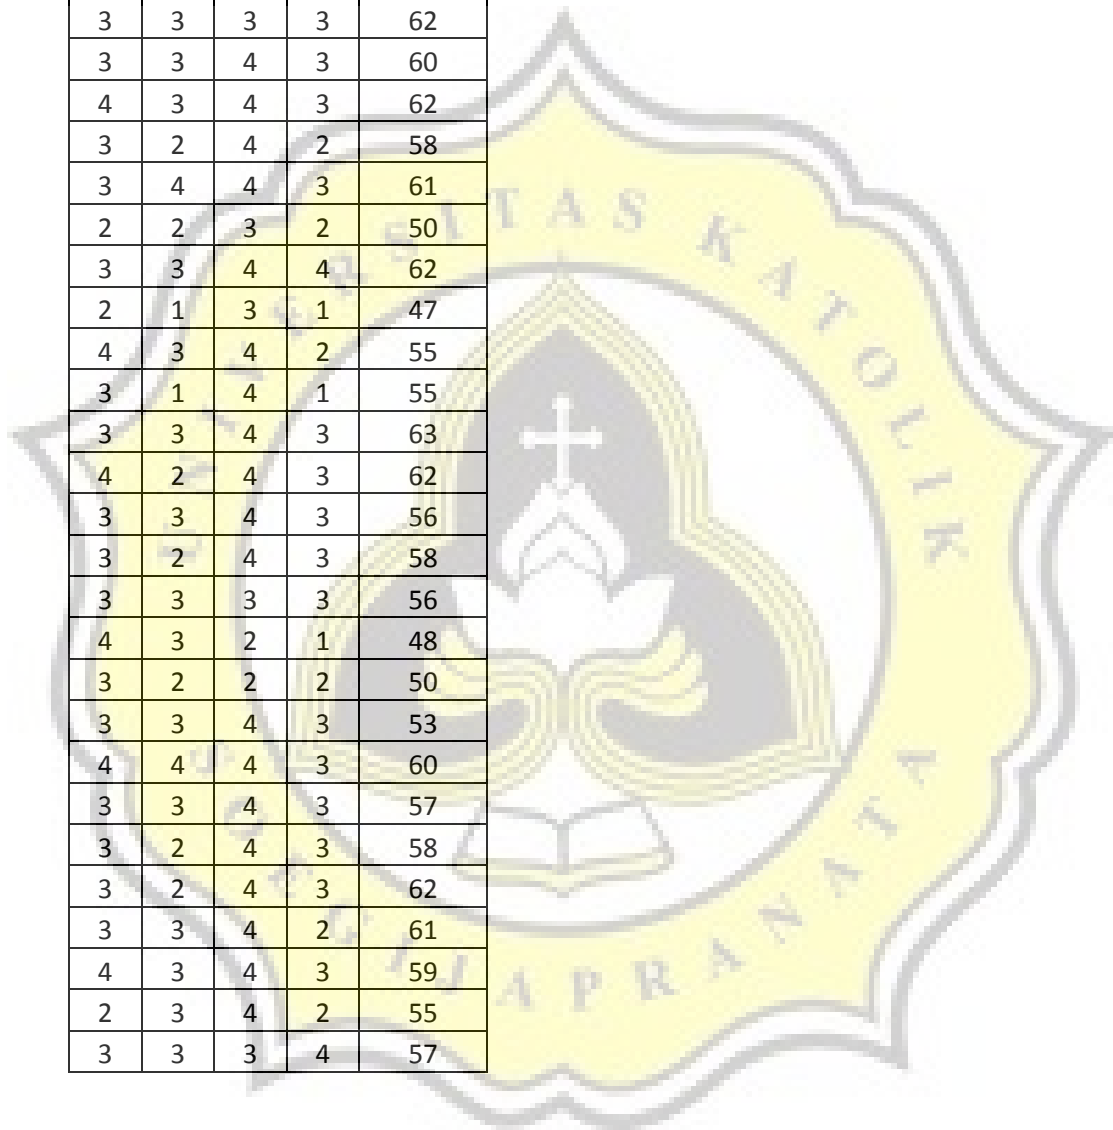 3 3 3 3 62
3 3 4 3 60
4 3 4 3 62
3 2 4 2 58
3 4 4 3 61
2 2 3 2 50
3 3 4 4 62
2 1 3 1 47
4 3 4 2 55
3 1 4 1 55
3 3 4 3 63
4 2 4 3 62
3 3 4 3 56
3 2 4 3 58
3 3 3 3 56
4 3 2 1 48
3 2 2 2 50
3 3 4 3 53
4 4 4 3 60
3 3 4 3 57
3 2 4 3 58
3 2 4 3 62
3 3 4 2 61
4 3 4 3 59
2 3 4 2 55
3 3 3 4 57
UNIVERSITAS KATOLIK
SOEGIJAPRANATA